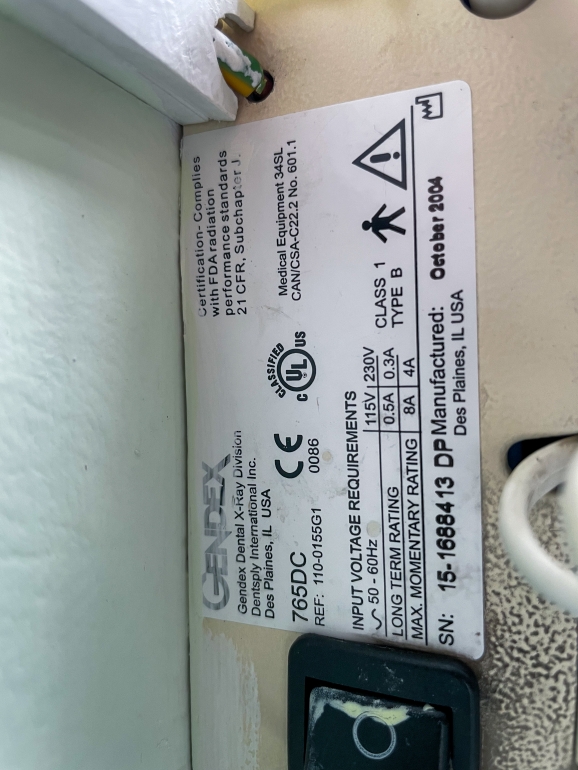 GENDEX
Gendex Dental X-Ray Division
Dentsply International Inc.
Des Plaines, IL USA
765DC
REF: 110-0155G1
CE
0086
CLASSIFIED
C UL US
Certification- Complies
with FDA radiation
performance standards
21 CFR, Subchapter J.
Medical Equipment 34SL
CAN/CSA-C22.2 No. 601.1
INPUT VOLTAGE REQUIREMENTS
~ 50 - 60Hz 115V 230V
LONG TERM RATING 0.5A 0.3A
MAX. MOMENTARY RATING 8A 4A
CLASS 1
TYPE B
SN: 15-1688413 DP Manufactured: October 2004
Des Plaines, IL USA